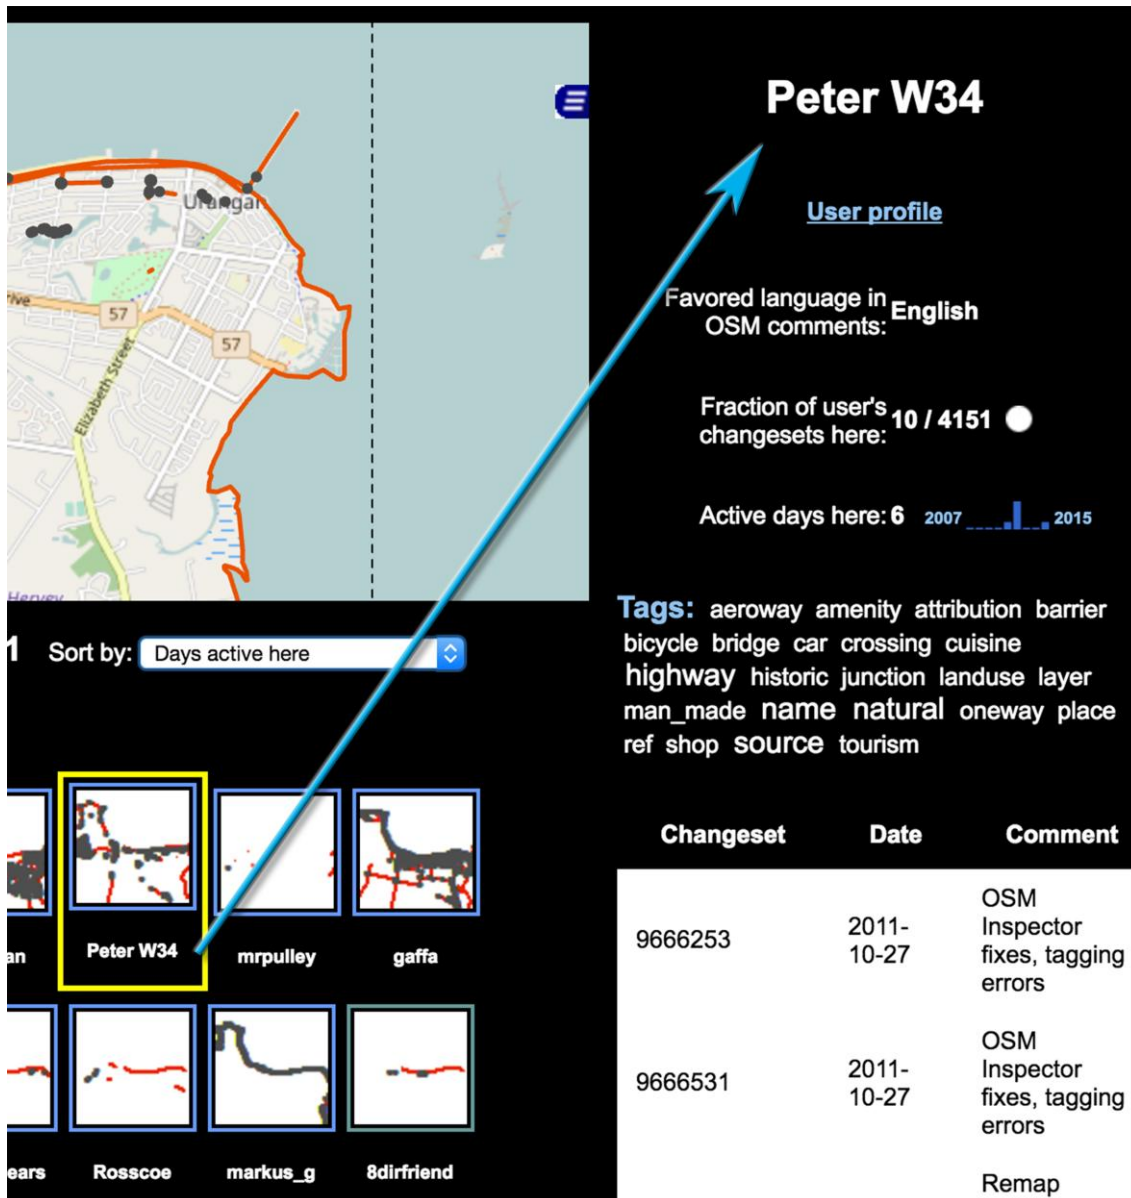 Peter W34
User profile
Favored language in
OSM comments: English
Fraction of user's
changesets here: 10 / 4151
Active days here: 6 2007 2015
Tags: aeroway amenity attribution barrier
bicycle bridge car crossing cuisine
highway historic junction landuse layer
man_made name natural oneway place
ref shop source tourism
Changeset Date Comment
9666253 2011-
10-27 OSM
Inspector
fixes, tagging
errors
9666531 2011-
10-27 OSM
Inspector
fixes, tagging
errors
Remap
Urangan
57
57
Elizabeth Street
Hervey
1 Sort by: Days active here
an Peter W34 mrpulley gaffa
ears Rosscoe markus_g 8dirfriend